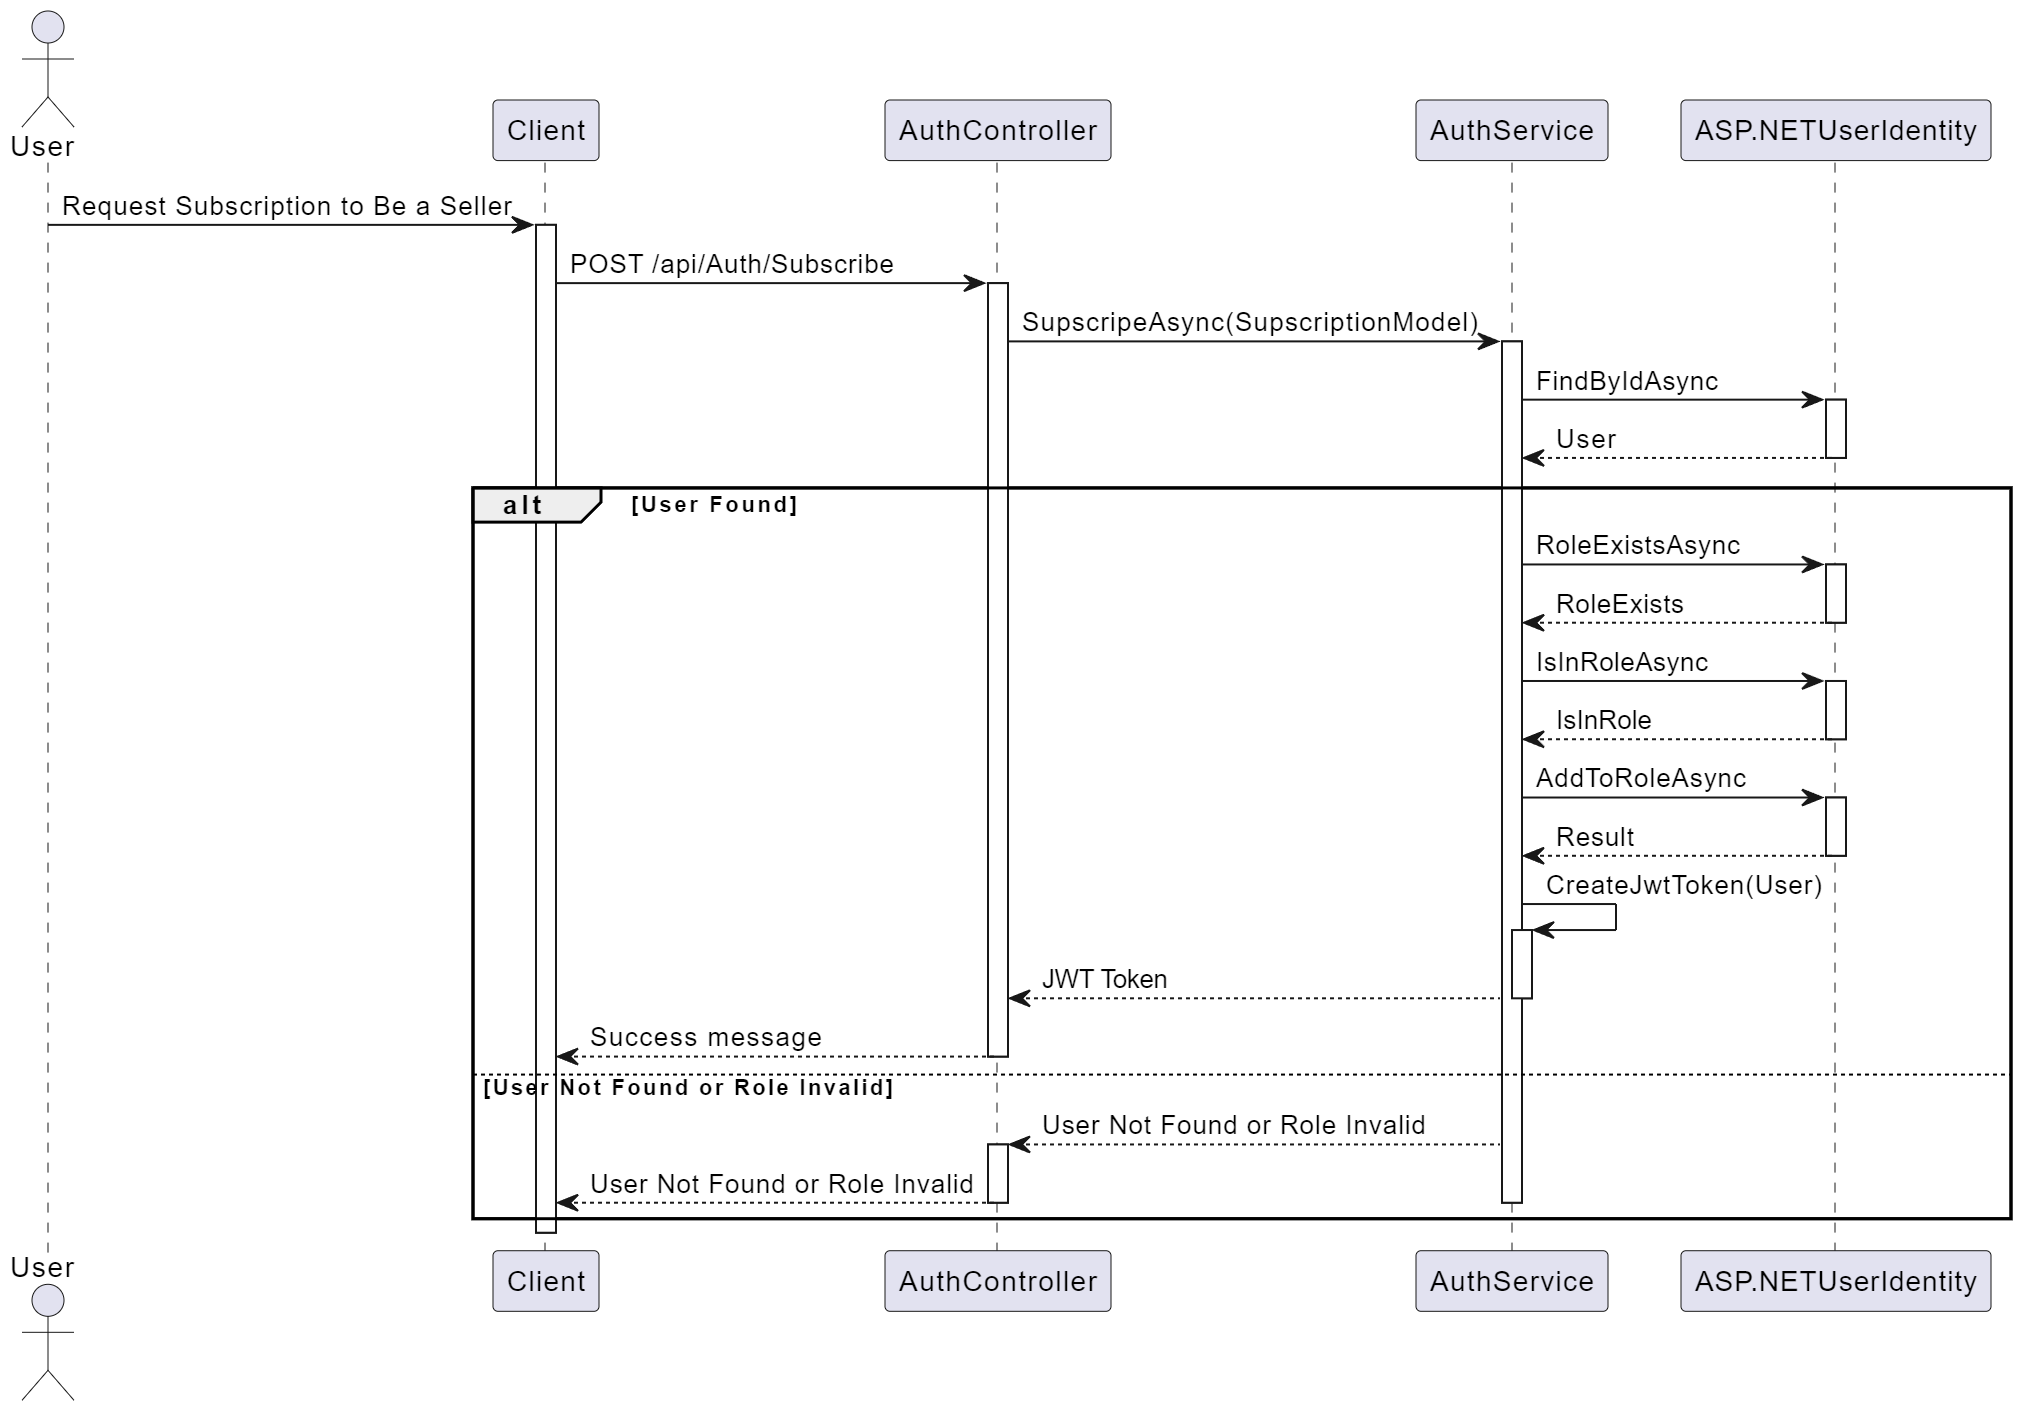 User
Client
AuthController
AuthService
ASP.NETUserIdentity
Request Subscription to Be a Seller
POST /api/Auth/Subscribe
SupscripeAsync(SupscriptionModel)
FindByIdAsync
User
alt
[User Found]
RoleExistsAsync
RoleExists
IsInRoleAsync
IsInRole
AddToRoleAsync
Result
CreateJwtToken(User)
JWT Token
Success message
[User Not Found or Role Invalid]
User Not Found or Role Invalid
User Not Found or Role Invalid
User
Client
AuthController
AuthService
ASP.NETUserIdentity